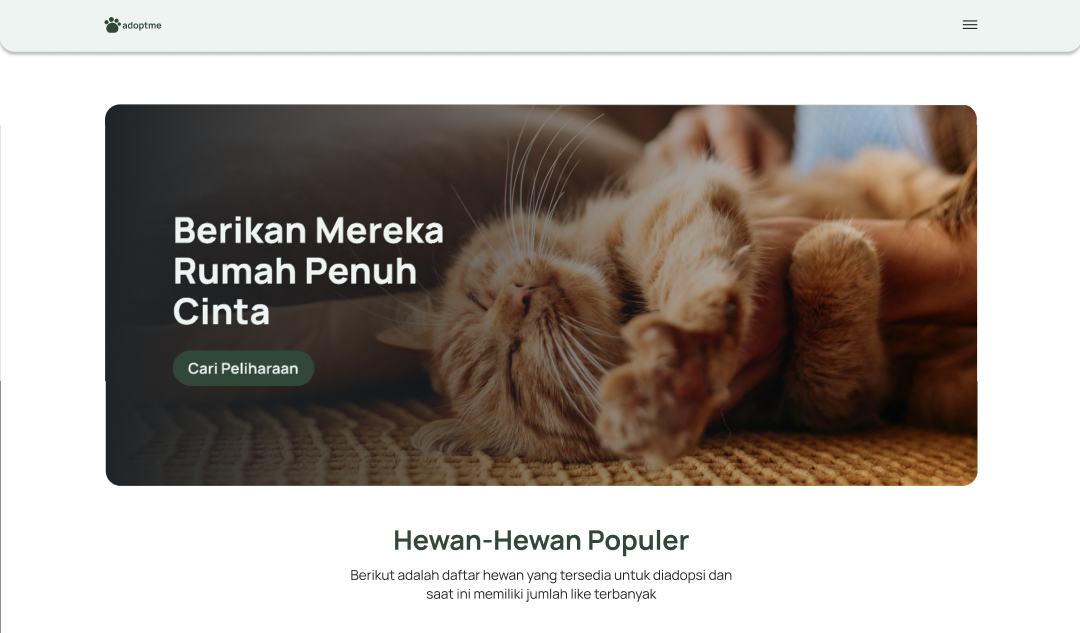 adoptme
Berikan Mereka
Rumah Penuh
Cinta
Cari Peliharaan
Hewan-Hewan Populer
Berikut adalah daftar hewan yang tersedia untuk diadopsi dan
saat ini memiliki jumlah like terbanyak